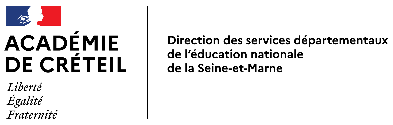 ACADÉMIE
DE CRÉTEIL
Liberté
Égalité
Fraternité
Direction des services départementaux
de l'éducation nationale
de la Seine-et-Marne